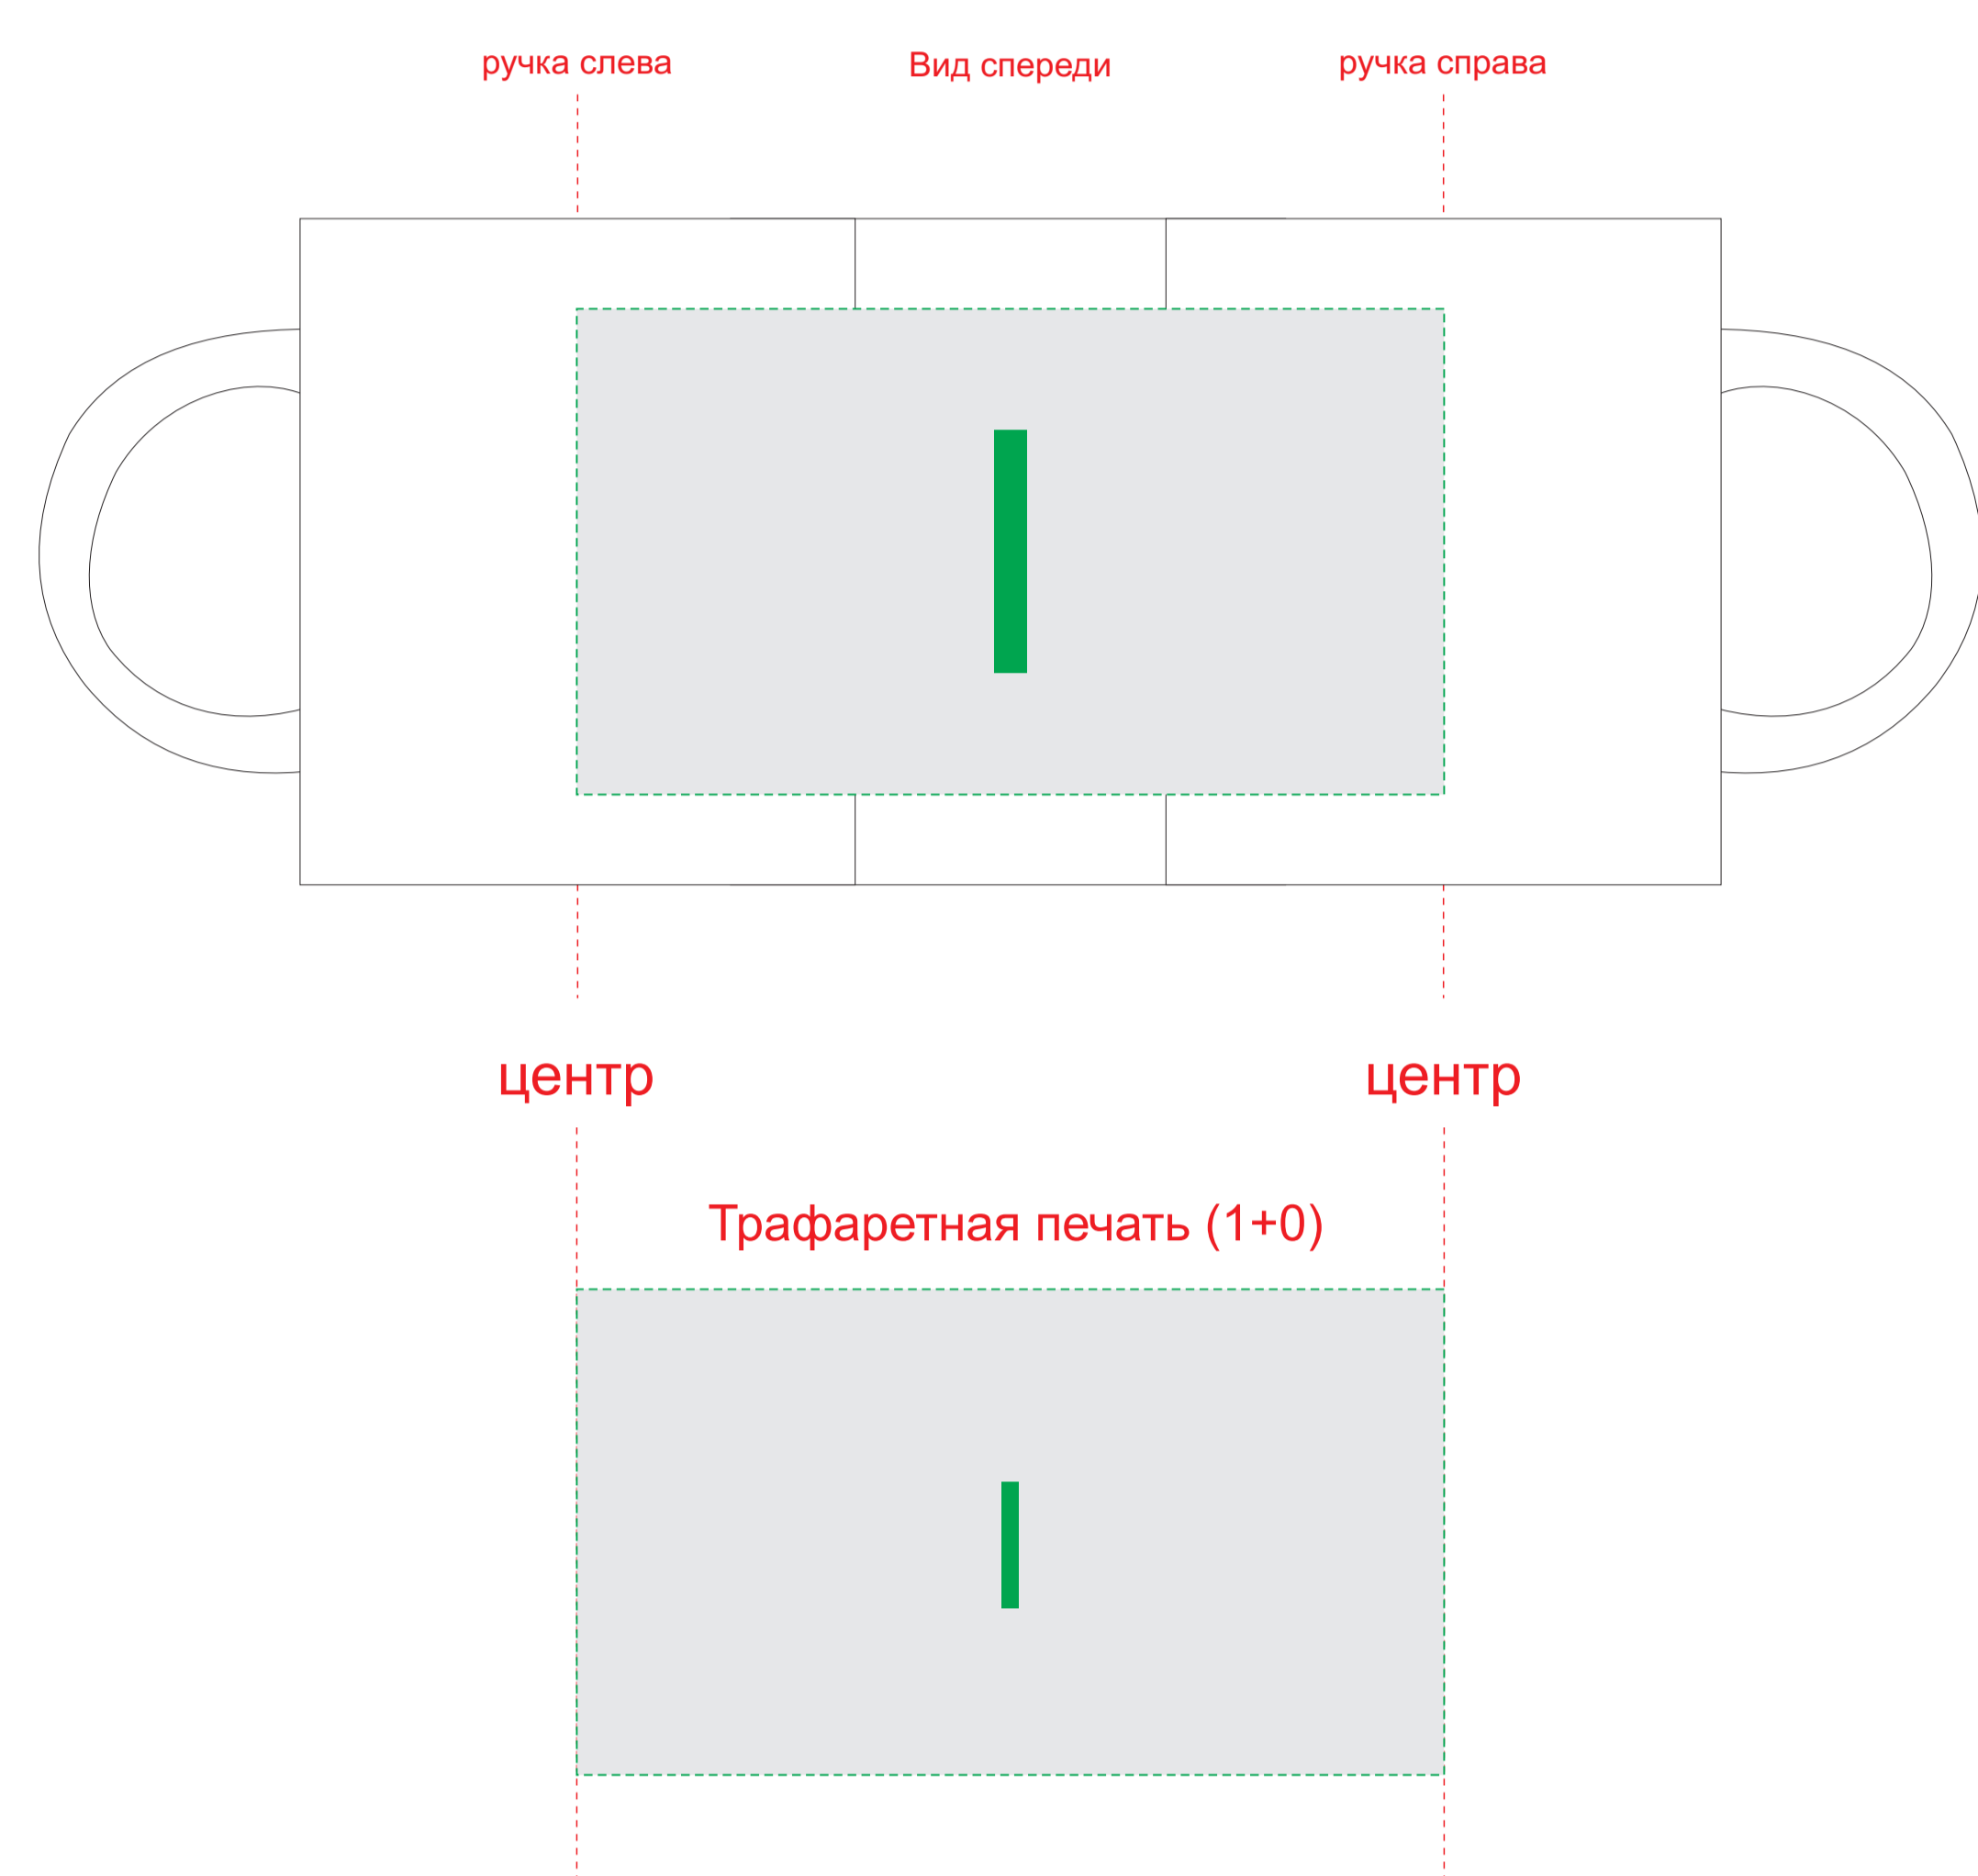 ручка слева
Вид спереди
ручка справа
I
центр
центр
Трафаретная печать (1+0)
I